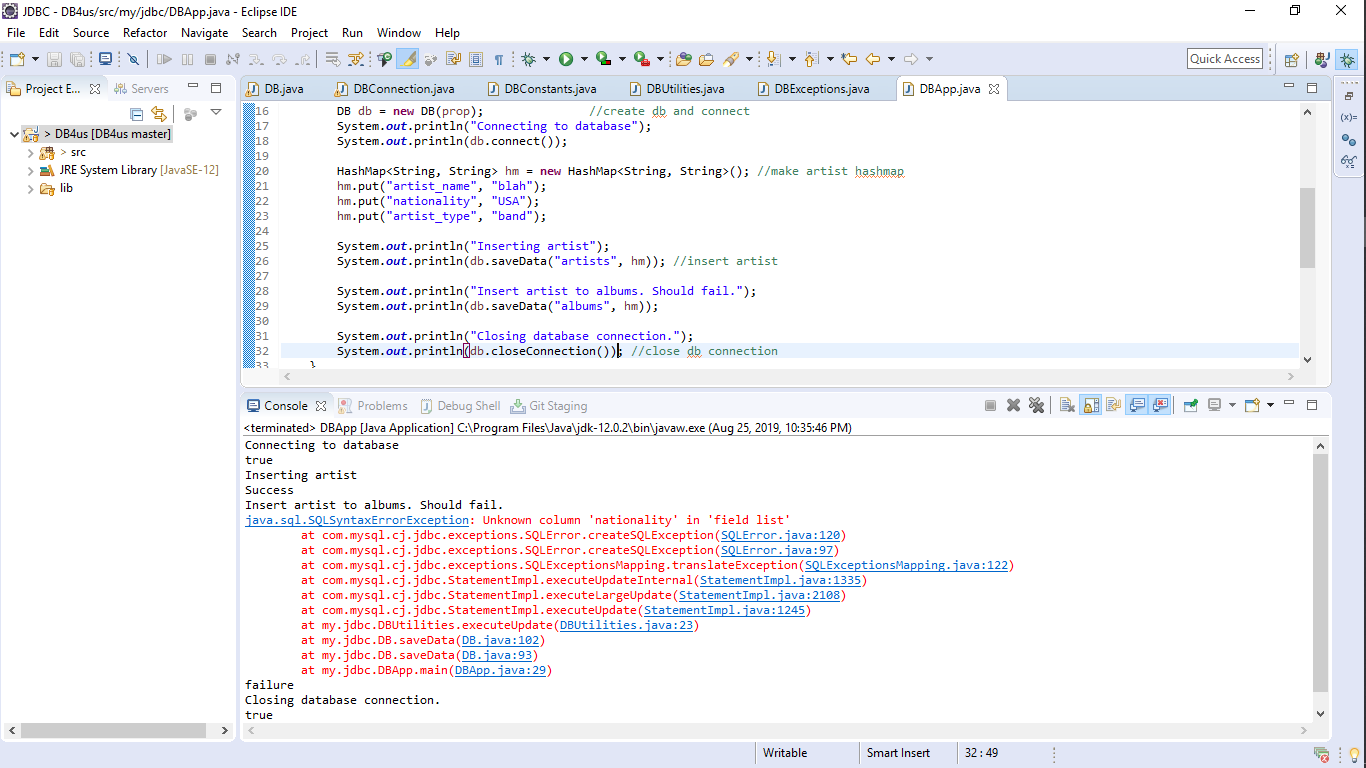 JDBC - DB4us/src/my/jdbc/DBApp.java - Eclipse IDE
File Edit Source Refactor Navigate Search Project Run Window Help
Quick Access
Project E... Servers
> DB4us [DB4us master]
> src
JRE System Library [JavaSE-12]
lib
DB.java DBConnection.java DBConstants.java DBUtilities.java DBExceptions.java DBApp.java
16 DB db = new DB(prop); //create db and connect
17 System.out.println("Connecting to database");
18 System.out.println(db.connect());
19
20 HashMap<String, String> hm = new HashMap<String, String>(); //make artist hashmap
21 hm.put("artist_name", "blah");
22 hm.put("nationality", "USA");
23 hm.put("artist_type", "band");
24
25 System.out.println("Inserting artist");
26 System.out.println(db.saveData("artists", hm)); //insert artist
27
28 System.out.println("Insert artist to albums. Should fail.");
29 System.out.println(db.saveData("albums", hm));
30
31 System.out.println("Closing database connection.");
32 System.out.println(db.closeConnection()); //close db connection
33 }
Console Problems Debug Shell Git Staging
<terminated> DBApp [Java Application] C:\Program Files\Java\jdk-12.0.2\bin\javaw.exe (Aug 25, 2019, 10:35:46 PM)
Connecting to database
true
Inserting artist
Success
Insert artist to albums. Should fail.
java.sql.SQLSyntaxErrorException: Unknown column 'nationality' in 'field list'
at com.mysql.cj.jdbc.exceptions.SQLError.createSQLException(SQLError.java:120)
at com.mysql.cj.jdbc.exceptions.SQLError.createSQLException(SQLError.java:97)
at com.mysql.cj.jdbc.exceptions.SQLExceptionsMapping.translateException(SQLExceptionsMapping.java:122)
at com.mysql.cj.jdbc.StatementImpl.executeUpdateInternal(StatementImpl.java:1335)
at com.mysql.cj.jdbc.StatementImpl.executeLargeUpdate(StatementImpl.java:2108)
at com.mysql.cj.jdbc.StatementImpl.executeUpdate(StatementImpl.java:1245)
at my.jdbc.DBUtilities.executeUpdate(DBUtilities.java:23)
at my.jdbc.DB.saveData(DB.java:102)
at my.jdbc.DB.saveData(DB.java:93)
at my.jdbc.DBApp.main(DBApp.java:29)
failure
Closing database connection.
true
Writable Smart Insert 32 : 49